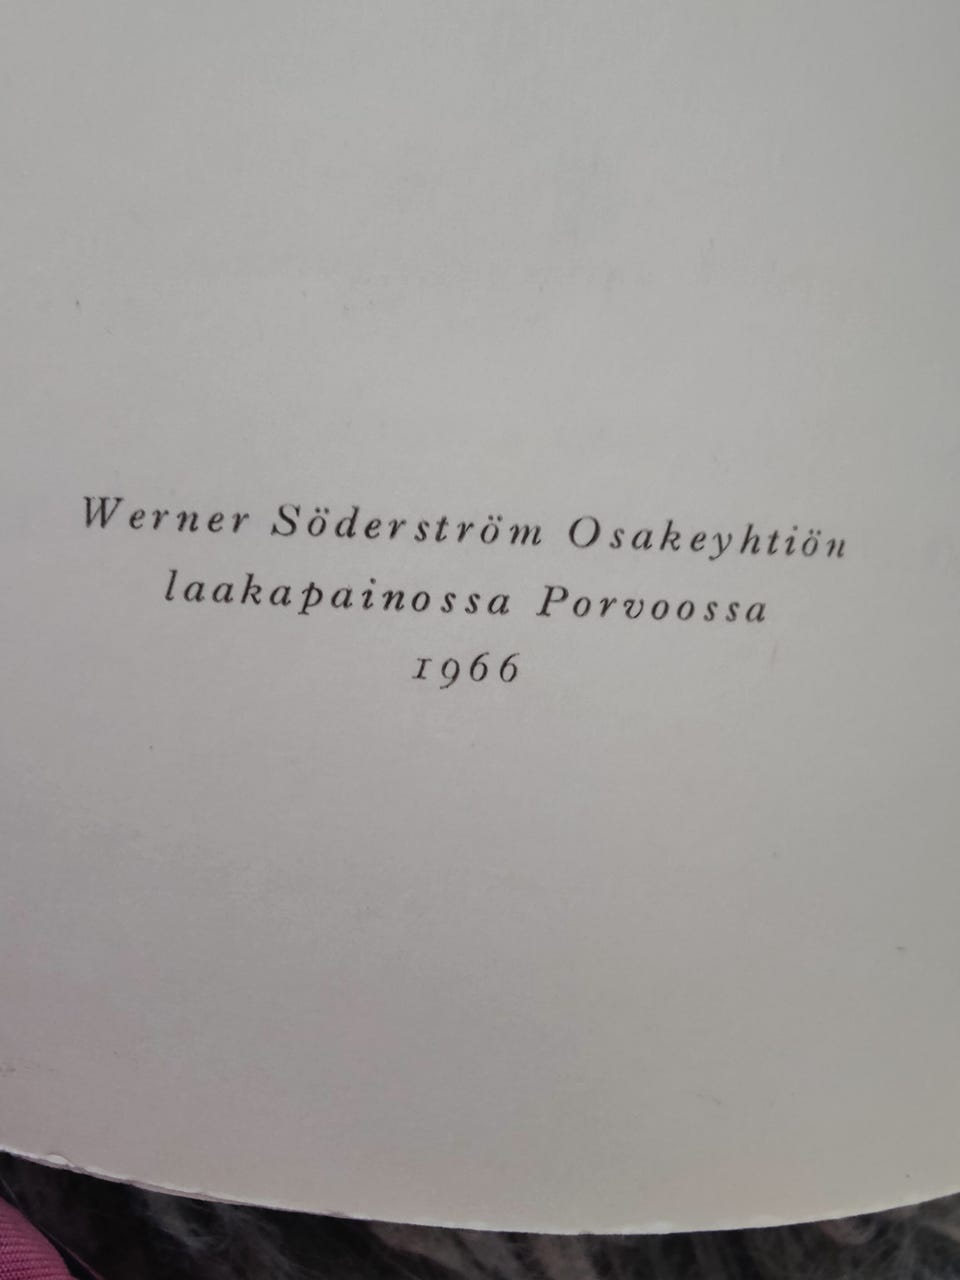 Werner Söderström Osakeyhtiön
laakapainossa Porvoossa
1966